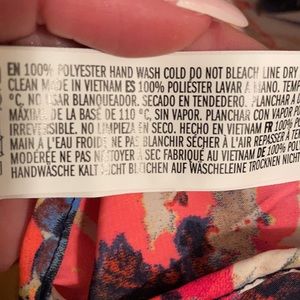 EN 100% POLYESTER HAND WASH COLD DO NOT BLEACH LINE DRY
CLEAN MADE IN VIETNAM ES 100% POLIÉSTER LAVAR A MANO. TEMP
°C, NO USAR BLANQUEADOR. SECADO EN TENDEDERO. PLANCHAR A
MÁXIMA DE LA BASE DE 110 °C, SIN VAPOR. PLANCHAR CON VAPOR
IRREVERSIBLE. NO LIMPIEZA EN SECO. HECHO EN VIETNAM FR 100%
MAIN À L'EAU FROIDE NE PAS BLANCHIR SÉCHER À L'AIR REPASSER À
MODÉRÉE NE PAS NETTOYER À SEC FABRIQUÉ AU VIETNAM DE 100%
HANDWÄSCHE KALT NICHT BLEICHEN AUF WÄSCHELEINE TROCKNEN